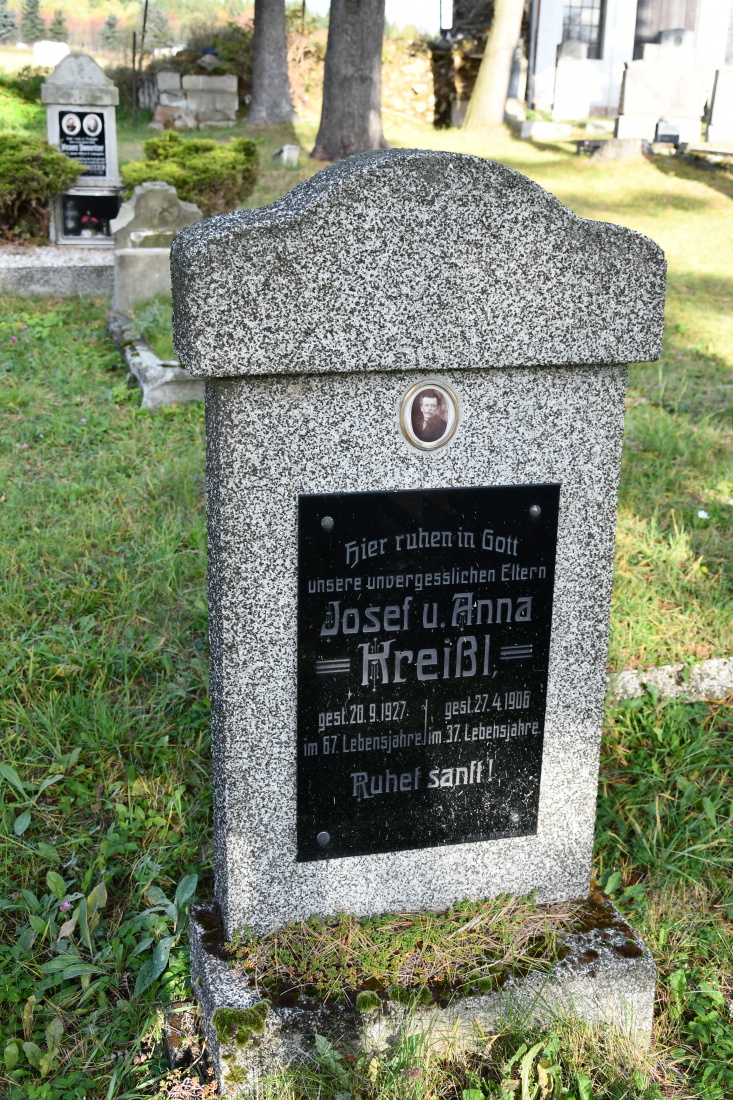 Hier ruhen in Gott
unsere unvergesslichen Eltern
Josef u. Anna
Kreißl,
gest. 20.9.1927. gest. 27.4.1906
im 67. Lebensjahre. im 37. Lebensjahre.
Ruhet sanft!